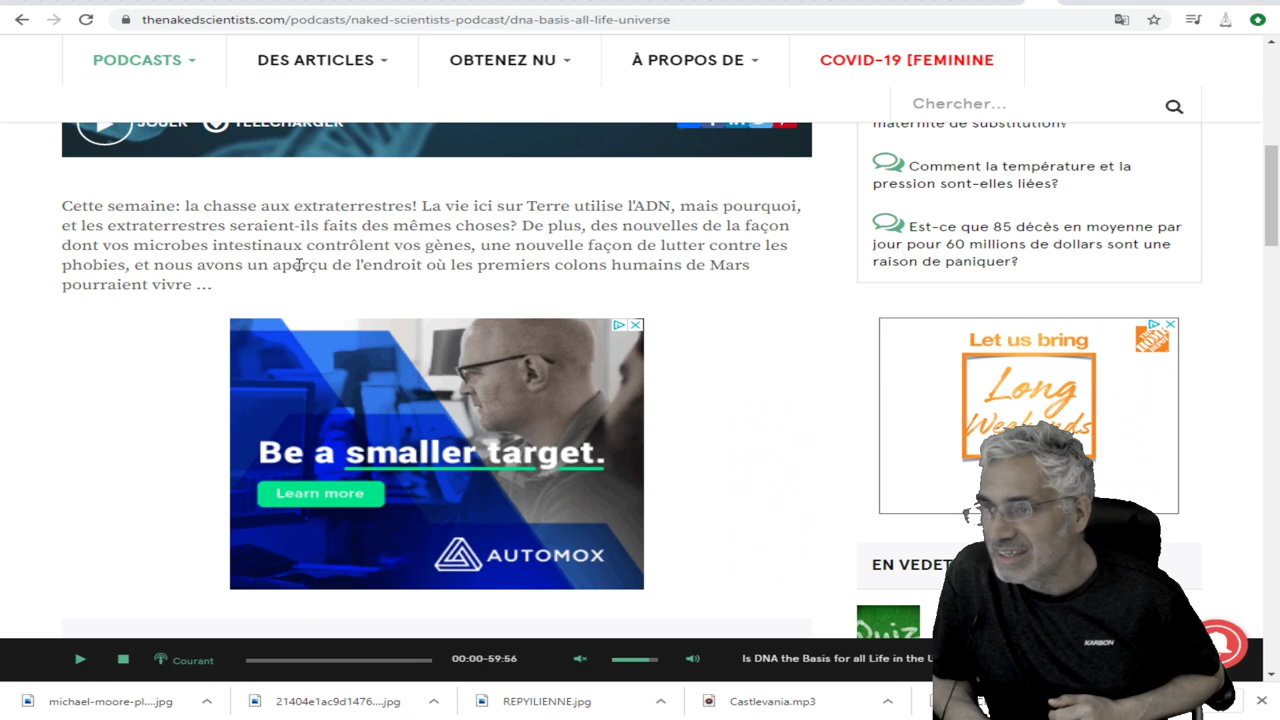 thenakedscientists.com/podcasts/naked-scientists-podcast/dna-basis-all-life-universe
PODCASTS
DES ARTICLES
OBTENEZ NU
À PROPOS DE
COVID-19 [FEMININE
Chercher...
JOUER
TÉLÉCHARGER
maternité de substitution?
Comment la température et la
pression sont-elles liées?
Est-ce que 85 décès en moyenne par
jour pour 60 millions de dollars sont une
raison de paniquer?
Cette semaine: la chasse aux extraterrestres! La vie ici sur Terre utilise l'ADN, mais pourquoi,
et les extraterrestres seraient-ils faits des mêmes choses? De plus, des nouvelles de la façon
dont vos microbes intestinaux contrôlent vos gènes, une nouvelle façon de lutter contre les
phobies, et nous avons un aperçu de l'endroit où les premiers colons humains de Mars
pourraient vivre ...
Be a smaller target.
Learn more
AUTOMOX
Let us bring
Long
Weekends
EN VEDET
Quiz
KARBON
Courant
00:00-59:56
Is DNA the Basis for all Life in the U
michael-moore-pl....jpg
21404e1ac9d1476....jpg
REPYILIENNE.jpg
Castlevania.mp3